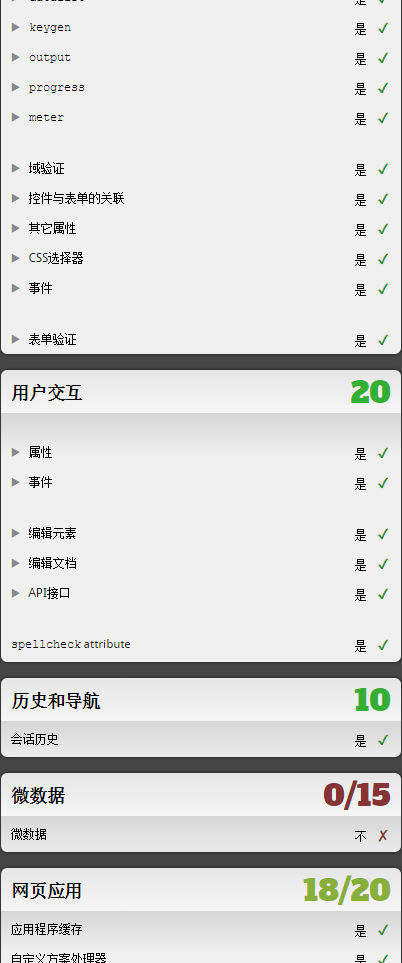 keygen 是 ✓
output 是 ✓
progress 是 ✓
meter 是 ✓
域验证 是 ✓
控件与表单的关联 是 ✓
其它属性 是 ✓
CSS选择器 是 ✓
事件 是 ✓
表单验证 是 ✓
用户交互 20
属性 是 ✓
事件 是 ✓
编辑元素 是 ✓
编辑文档 是 ✓
API接口 是 ✓
spellcheck attribute 是 ✓
历史和导航 10
会话历史 是 ✓
微数据 0/15
微数据 不 ✗
网页应用 18/20
应用程序缓存 是 ✓
自定义方案处理器 是 ✓